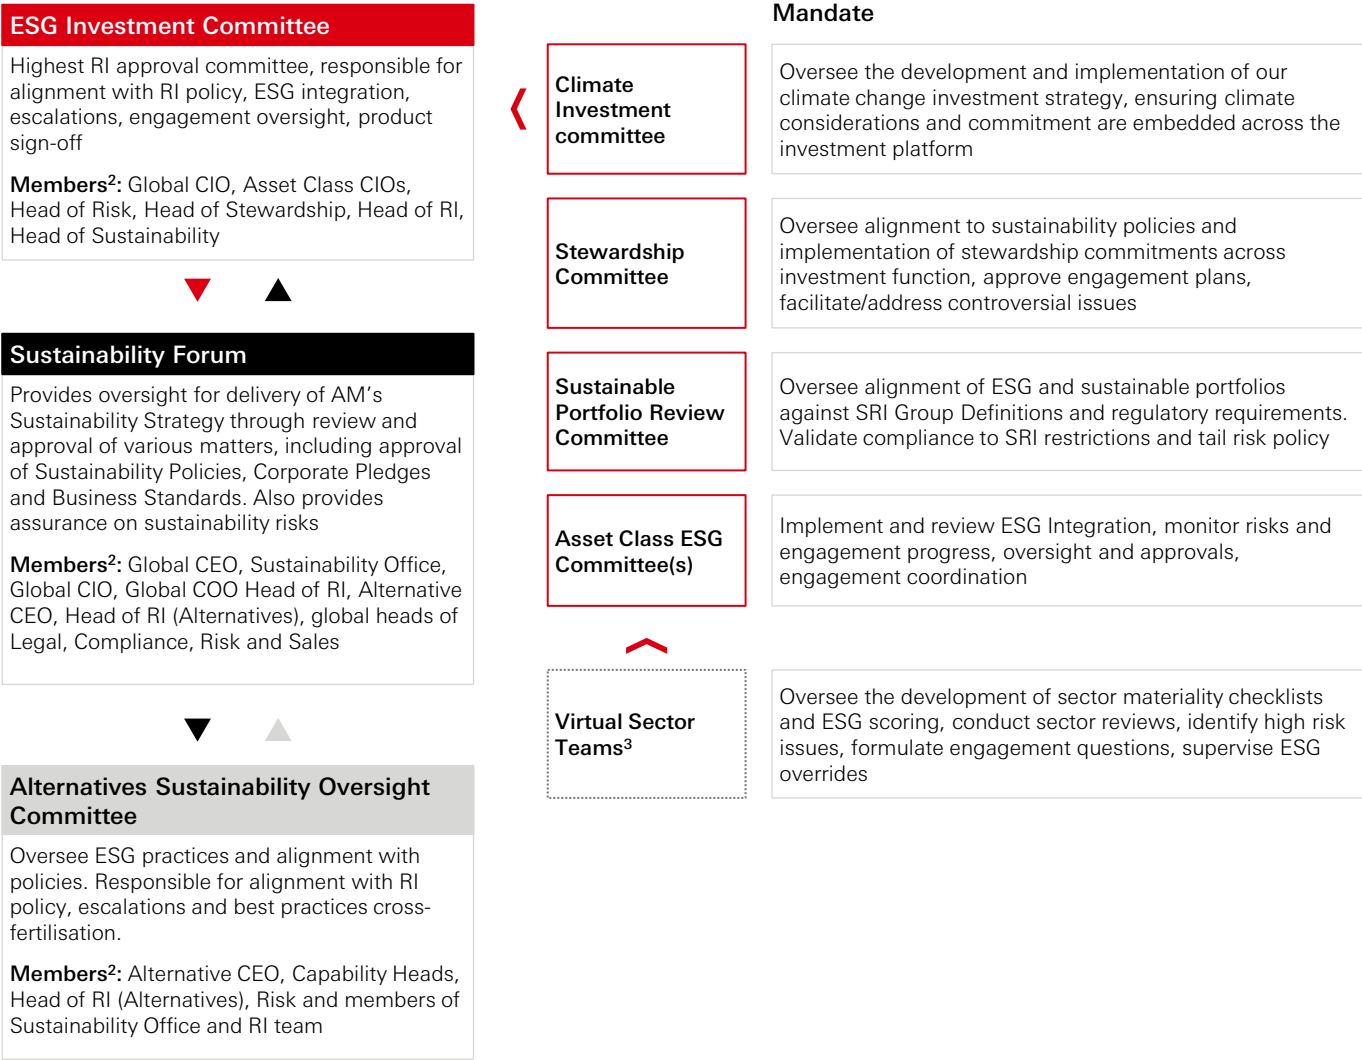 ESG Investment Committee
Highest RI approval committee, responsible for
alignment with RI policy, ESG integration,
escalations, engagement oversight, product
sign-off
Members²: Global CIO, Asset Class CIOs,
Head of Risk, Head of Stewardship, Head of RI,
Head of Sustainability
Sustainability Forum
Provides oversight for delivery of AM’s
Sustainability Strategy through review and
approval of various matters, including approval
of Sustainability Policies, Corporate Pledges
and Business Standards. Also provides
assurance on sustainability risks
Members²: Global CEO, Sustainability Office,
Global CIO, Global COO Head of RI, Alternative
CEO, Head of RI (Alternatives), global heads of
Legal, Compliance, Risk and Sales
Alternatives Sustainability Oversight
Committee
Oversee ESG practices and alignment with
policies. Responsible for alignment with RI
policy, escalations and best practices cross-
fertilisation.
Members²: Alternative CEO, Capability Heads,
Head of RI (Alternatives), Risk and members of
Sustainability Office and RI team
Mandate
Climate
Investment
committee
Oversee the development and implementation of our
climate change investment strategy, ensuring climate
considerations and commitment are embedded across the
investment platform
Stewardship
Committee
Oversee alignment to sustainability policies and
implementation of stewardship commitments across
investment function, approve engagement plans,
facilitate/address controversial issues
Sustainable
Portfolio Review
Committee
Oversee alignment of ESG and sustainable portfolios
against SRI Group Definitions and regulatory requirements.
Validate compliance to SRI restrictions and tail risk policy
Asset Class ESG
Committee(s)
Implement and review ESG Integration, monitor risks and
engagement progress, oversight and approvals,
engagement coordination
Virtual Sector
Teams³
Oversee the development of sector materiality checklists
and ESG scoring, conduct sector reviews, identify high risk
issues, formulate engagement questions, supervise ESG
overrides